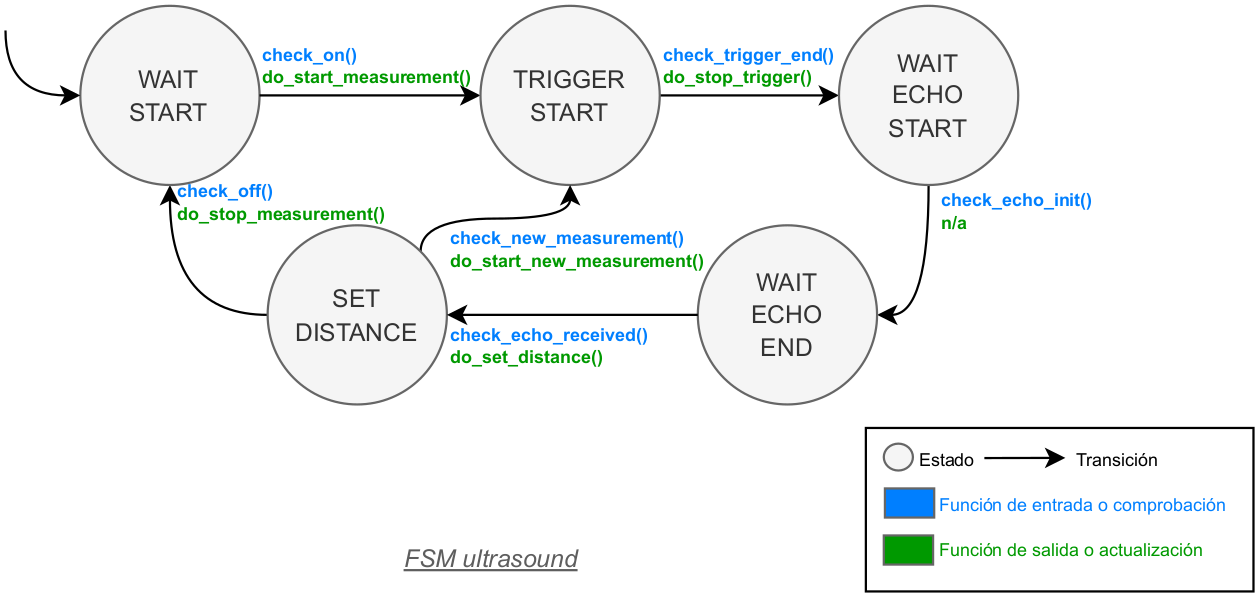 WAIT
START
check_on()
do_start_measurement()
TRIGGER
START
check_trigger_end()
do_stop_trigger()
WAIT
ECHO
START
check_off()
do_stop_measurement()
check_new_measurement()
do_start_new_measurement()
check_echo_init()
n/a
SET
DISTANCE
check_echo_received()
do_set_distance()
WAIT
ECHO
END
Estado
Transición
Función de entrada o comprobación
Función de salida o actualización
FSM ultrasound